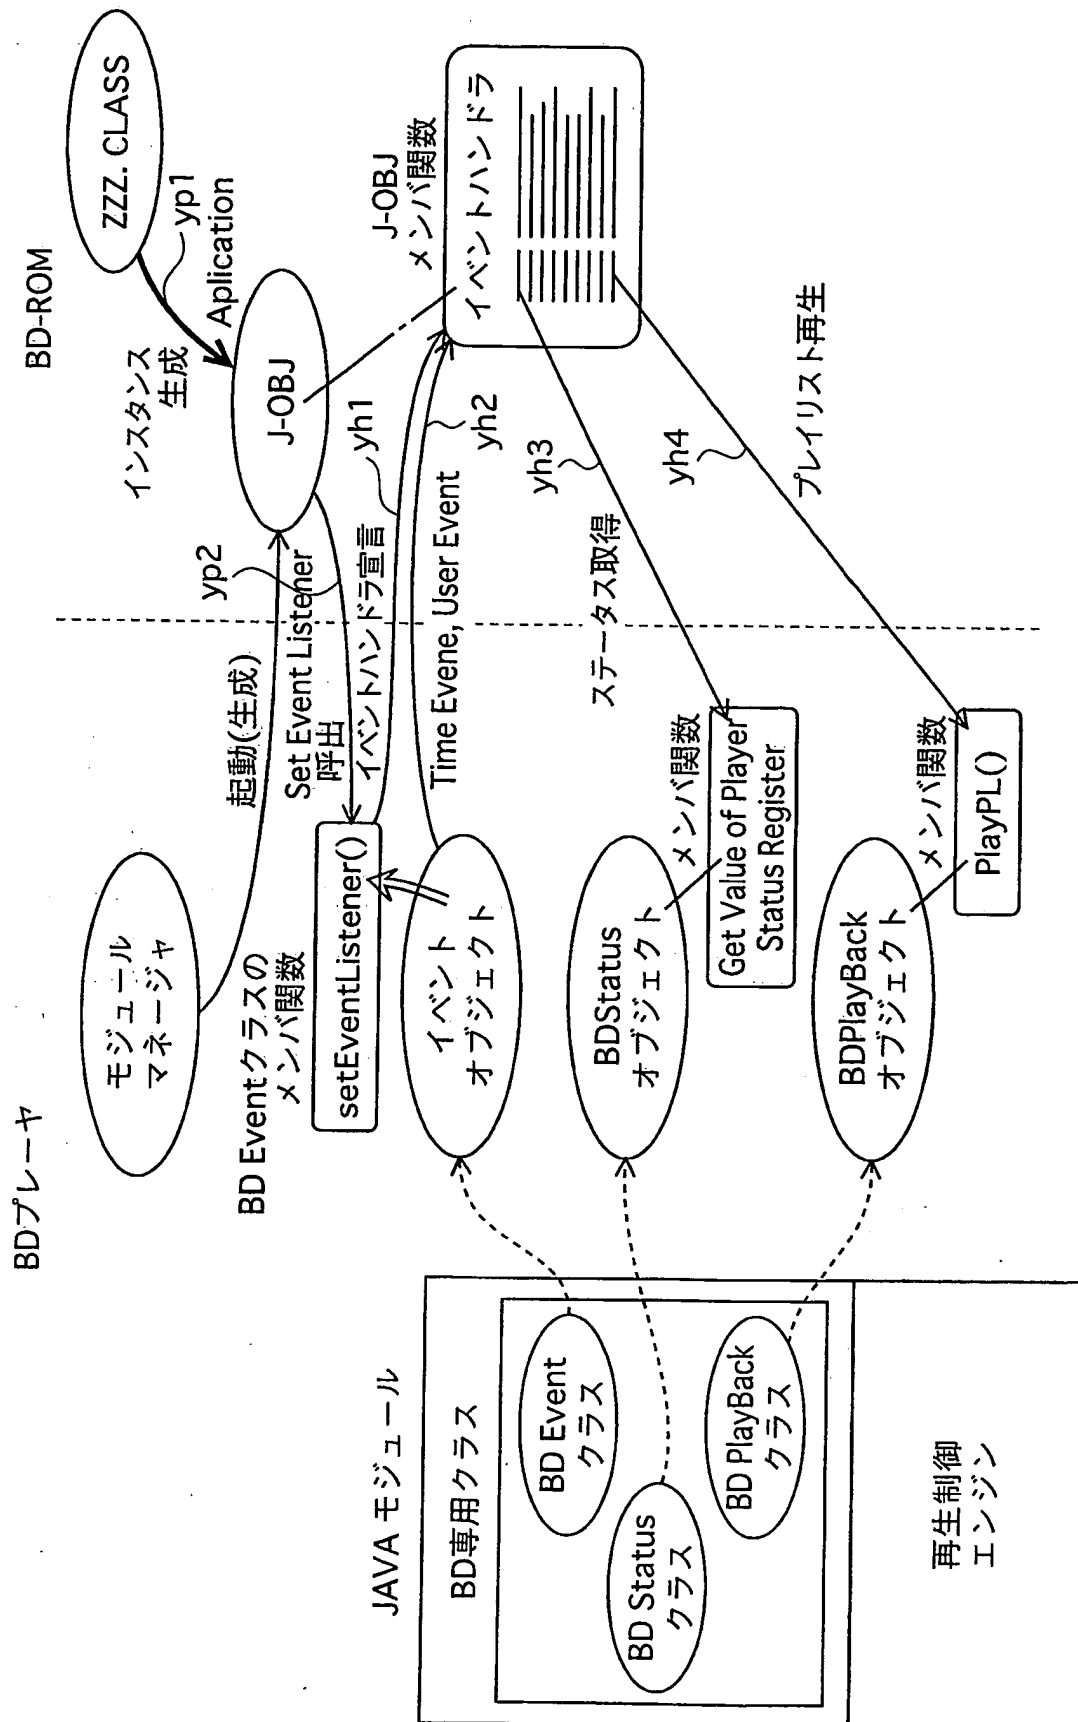 BDプレーヤ
BD-ROM
モジュール
マネージャ
起動(生成)
インスタンス
生成
ZZZ. CLASS
yp1
Aplication
J-OBJ
yp2
Set Event Listener
呼出
BD Eventクラスの
メンバ関数
setEventListener()
イベントハンドラ宣言
yh1
イベント
オブジェクト
Time Evene, User Event
yh2
J-OBJ
メンバ関数
イベントハンドラ
JAVA モジュール
BD専用クラス
BD Event
クラス
BD Status
クラス
BD PlayBack
クラス
BDStatus
オブジェクト
メンバ関数
Get Value of Player
Status Register
ステータス取得
yh3
BDPlayBack
オブジェクト
メンバ関数
PlayPL()
yh4
プレイリスト再生
再生制御
エンジン